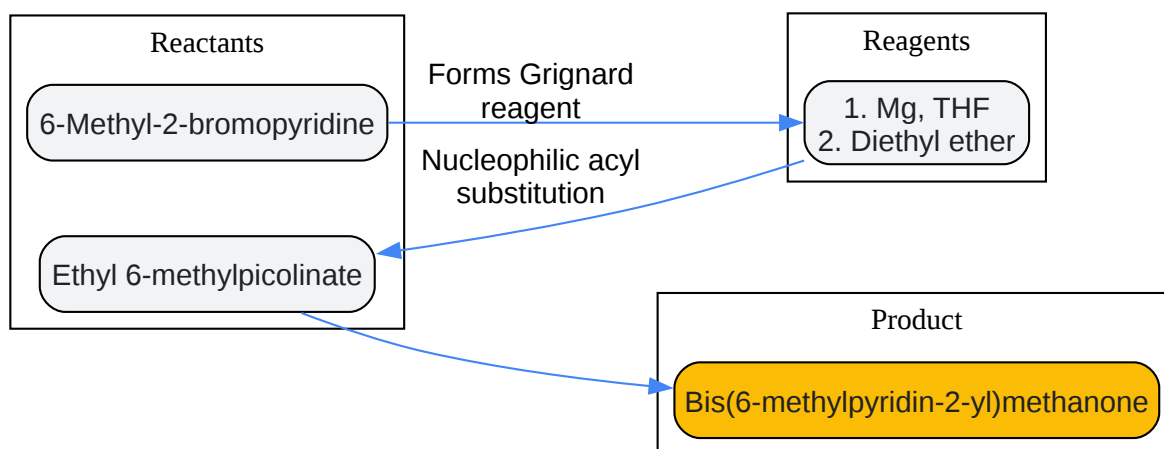 Reactants
6-Methyl-2-bromopyridine
Ethyl 6-methylpicolinate
Forms Grignard
reagent
Nucleophilic acyl
substitution
Reagents
1. Mg, THF
2. Diethyl ether
Product
Bis(6-methylpyridin-2-yl)methanone